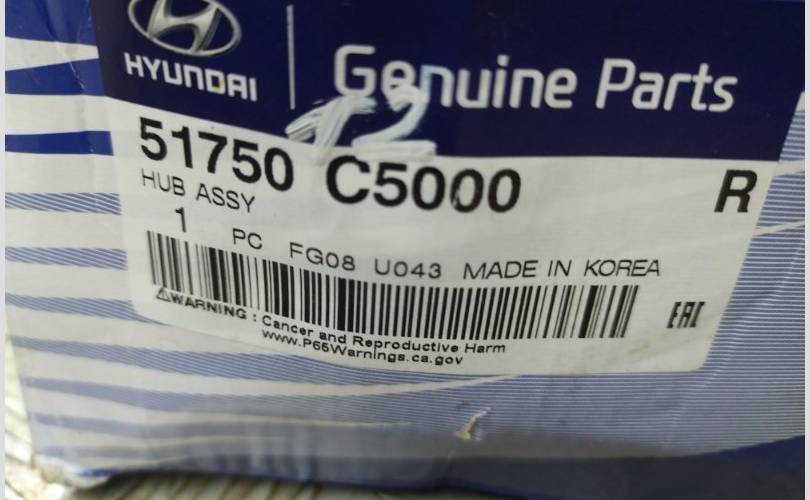 HYUNDAI
Genuine Parts
12
51750 C5000 R
HUB ASSY
1 PC FG08 U043 MADE IN KOREA
⚠WARNING : Cancer and Reproductive Harm
www.P65Warnings.ca.gov
EAC